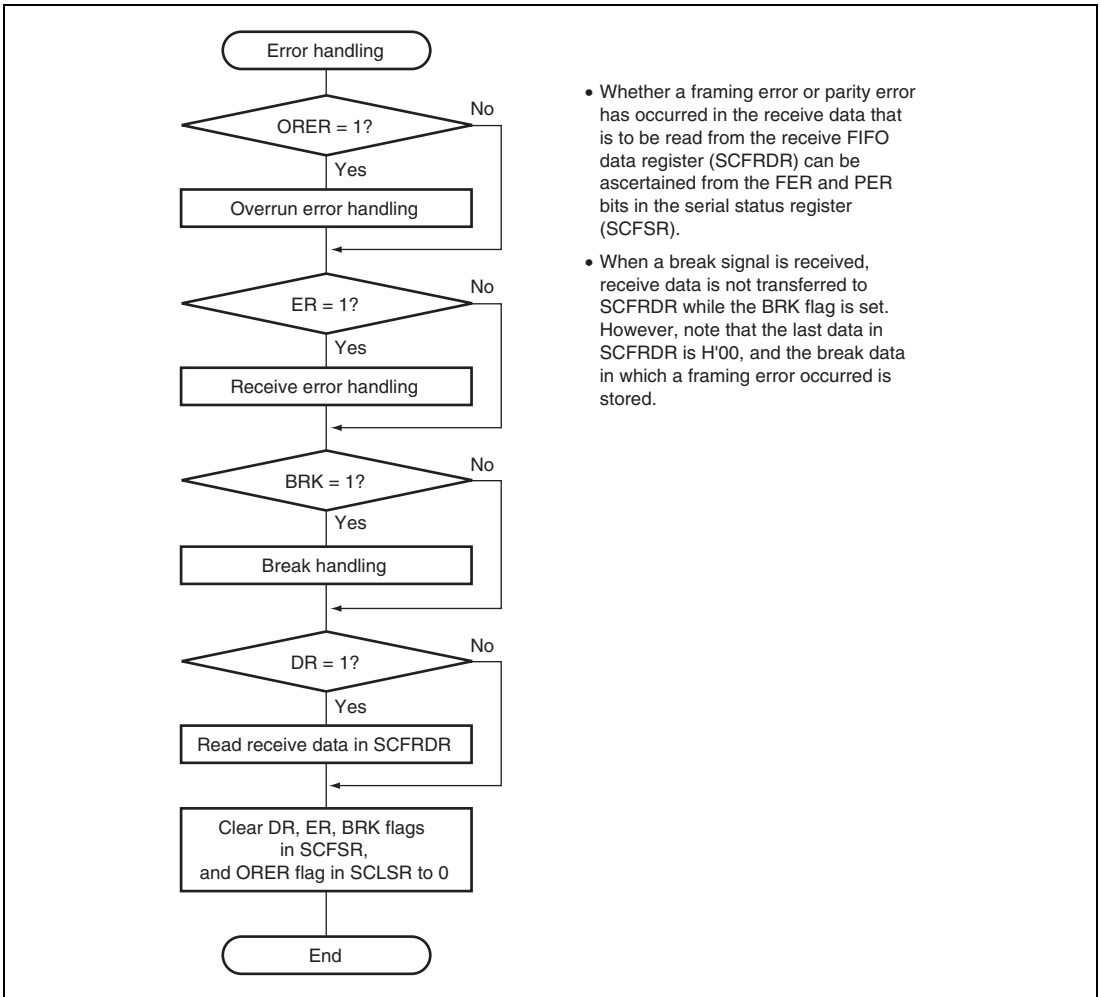 Error handling
ORER = 1?
No
Yes
Overrun error handling
ER = 1?
No
Yes
Receive error handling
BRK = 1?
No
Yes
Break handling
DR = 1?
No
Yes
Read receive data in SCFRDR
Clear DR, ER, BRK flags
in SCFSR,
and ORER flag in SCLSR to 0
End
• Whether a framing error or parity error
has occurred in the receive data that
is to be read from the receive FIFO
data register (SCFRDR) can be
ascertained from the FER and PER
bits in the serial status register
(SCFSR).
• When a break signal is received,
receive data is not transferred to
SCFRDR while the BRK flag is set.
However, note that the last data in
SCFRDR is H'00, and the break data
in which a framing error occurred is
stored.